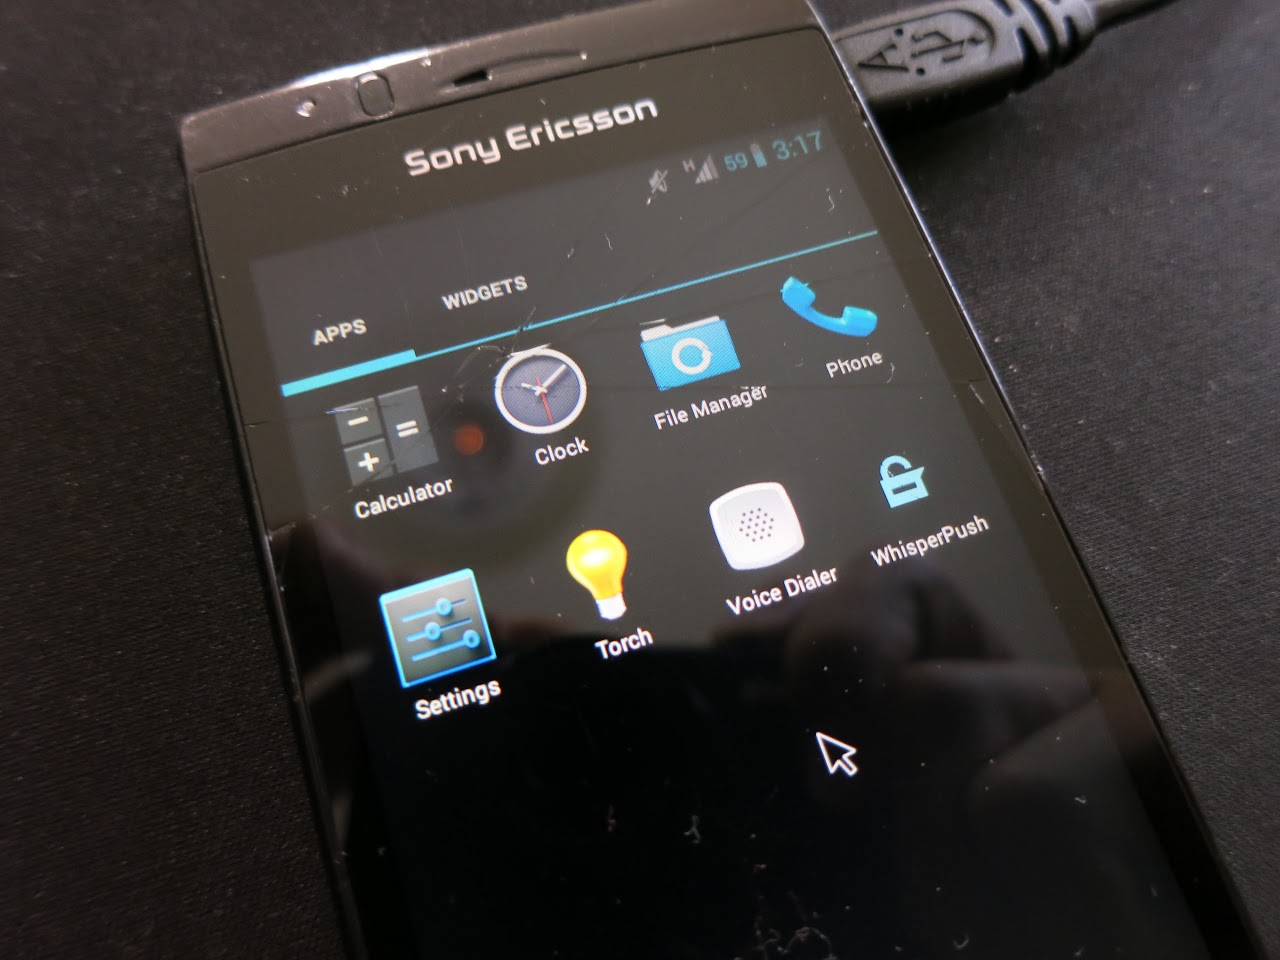 Sony Ericsson
H 59 3:17
APPS WIDGETS
Calculator Clock File Manager Phone
Settings Torch Voice Dialer WhisperPush